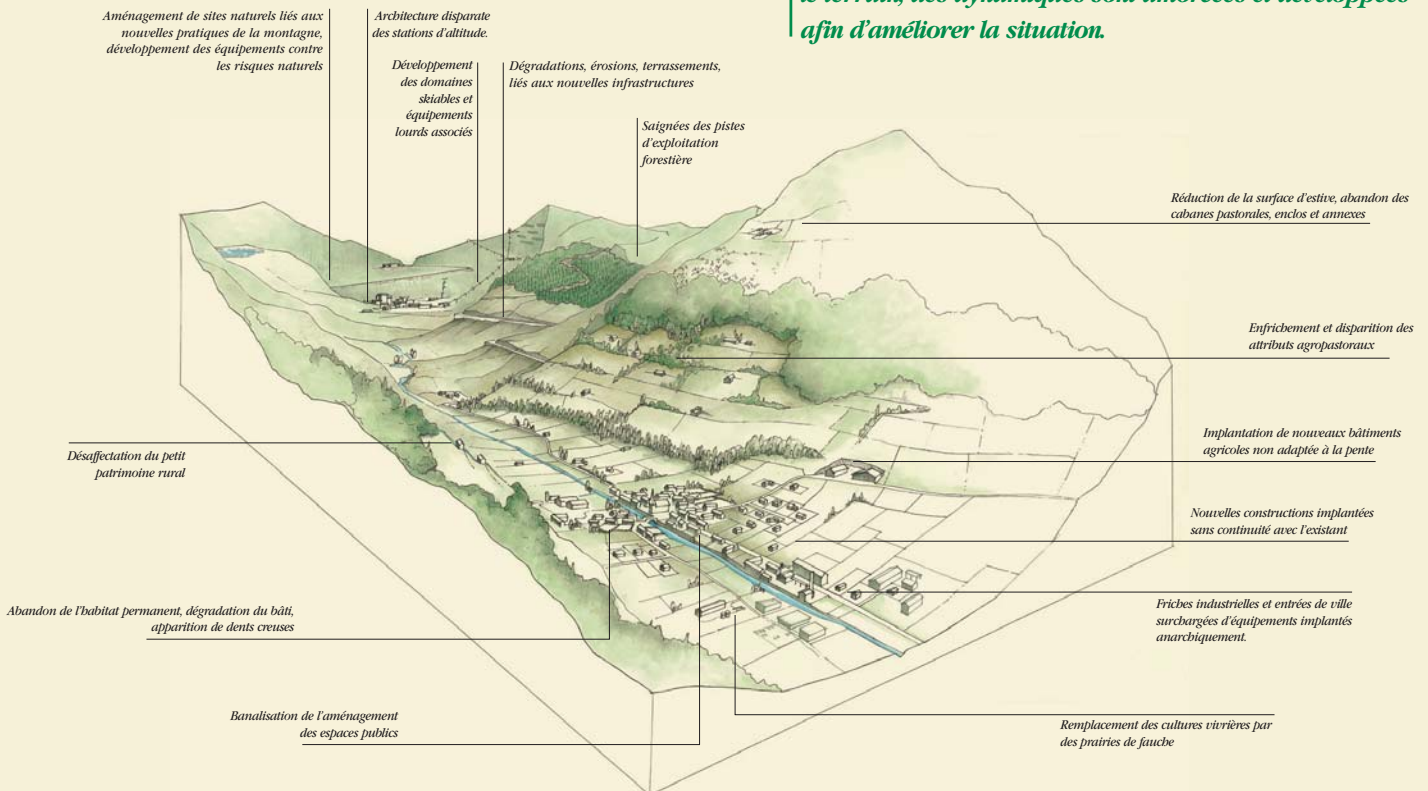 le terrain, des dynamiques sont amorcées et développées
afin d'améliorer la situation.
Aménagement de sites naturels liés aux
nouvelles pratiques de la montagne,
développement des équipements contre
les risques naturels
Architecture disparate
des stations d'altitude.
Développement
des domaines
skiables et
équipements
lourds associés
Dégradations, érosions, terrassements,
liés aux nouvelles infrastructures
Saignées des pistes
d'exploitation
forestière
Réduction de la surface d'estive, abandon des
cabanes pastorales, enclos et annexes
Enfrichement et disparition des
attributs agropastoraux
Implantation de nouveaux bâtiments
agricoles non adaptée à la pente
Désaffectation du petit
patrimoine rural
Nouvelles constructions implantées
sans continuité avec l'existant
Abandon de l'habitat permanent, dégradation du bâti,
apparition de dents creuses
Friches industrielles et entrées de ville
surchargées d'équipements implantés
anarchiquement.
Banalisation de l'aménagement
des espaces publics
Remplacement des cultures vivrières par
des prairies de fauche